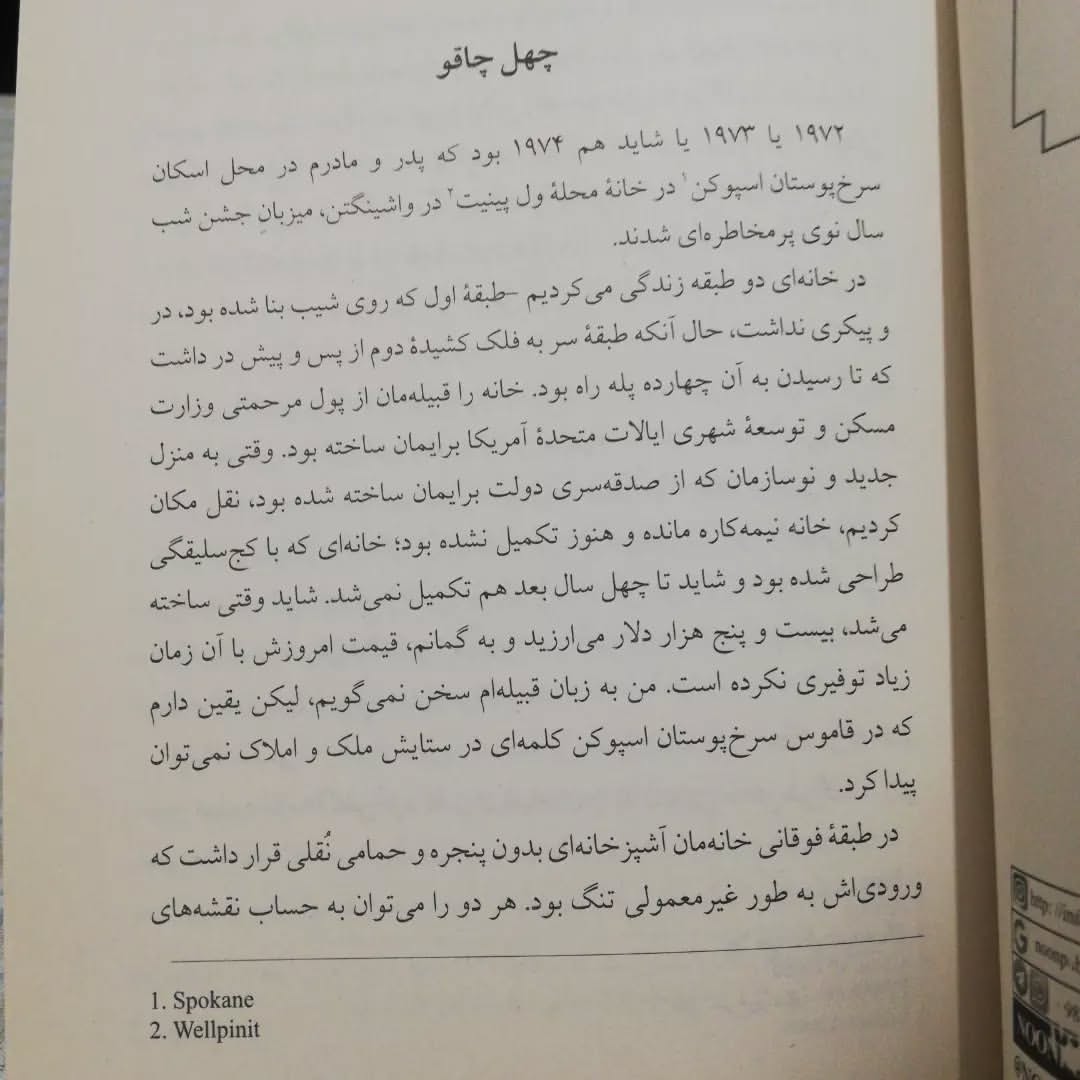 چهل چاقو
۱۹۷۲ یا ۱۹۷۳ یا شاید هم ۱۹۷۴ بود که پدر و مادرم در محل اسکان
سرخ‌پوستان اسپوکن۱ در خانهٔ محلهٔ ول پینیت۲ در واشینگتن، میزبانِ جشن شب
سال نوی پرمخاطره‌ای شدند.
در خانه‌ای دو طبقه زندگی می‌کردیم –طبقهٔ اول که روی شیب بنا شده بود، در
و پیکری نداشت، حال آنکه طبقهٔ سر به فلک کشیدهٔ دوم از پس و پیش در داشت
که تا رسیدن به آن چهارده پله راه بود. خانه را قبیله‌مان از پول مرحمتی وزارت
مسکن و توسعهٔ شهری ایالات متحدهٔ آمریکا برایمان ساخته بود. وقتی به منزل
جدید و نوسازمان که از صدقه‌سری دولت برایمان ساخته شده بود، نقل مکان
کردیم، خانه نیمه‌کاره مانده و هنوز تکمیل نشده بود؛ خانه‌ای که با کج‌سلیقگی
طراحی شده بود و شاید تا چهل سال بعد هم تکمیل نمی‌شد. شاید وقتی ساخته
می‌شد، بیست و پنج هزار دلار می‌ارزید و به گمانم، قیمت امروزش با آن زمان
زیاد توفیری نکرده است. من به زبان قبیله‌ام سخن نمی‌گویم، لیکن یقین دارم
که در قاموس سرخ‌پوستان اسپوکن کلمه‌ای در ستایش ملک و املاک نمی‌توان
پیدا کرد.
در طبقهٔ فوقانی خانه‌مان آشپزخانه‌ای بدون پنجره و حمامی نُقلی قرار داشت که
ورودی‌اش به طور غیرمعمولی تنگ بود. هر دو را می‌توان به حساب نقشه‌های
1. Spokane
2. Wellpinit
http:
NOON